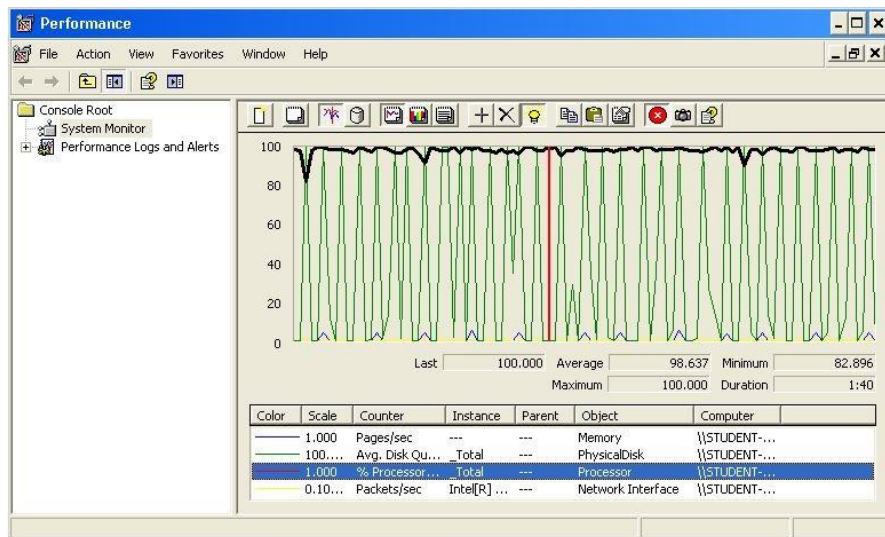 Performance
File Action View Favorites Window Help
Console Root
System Monitor
Performance Logs and Alerts
100
80
60
40
20
0
Last 100.000 Average 98.637 Minimum 82.896
Maximum 100.000 Duration 1:40
Color Scale Counter Instance Parent Object Computer
1.000 Pages/sec --- --- Memory \\STUDENT-...
100.... Avg. Disk Qu... _Total --- PhysicalDisk \\STUDENT-...
1.000 % Processor... _Total --- Processor \\STUDENT-...
0.10... Packets/sec Intel[R] ... --- Network Interface \\STUDENT-...